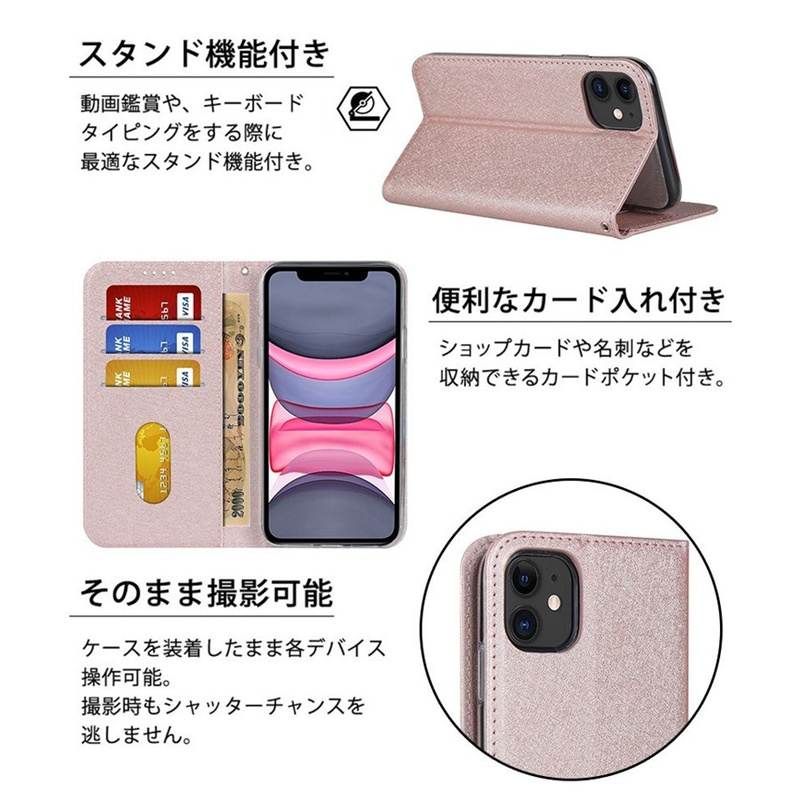 スタンド機能付き
動画鑑賞や、キーボード
タイピングをする際に
最適なスタンド機能付き。
便利なカード入れ付き
ショップカードや名刺などを
収納できるカードポケット付き。
VISA
VISA
VISA
2000
そのまま撮影可能
ケースを装着したまま各デバイス
操作可能。
撮影時もシャッターチャンスを
逃しません。